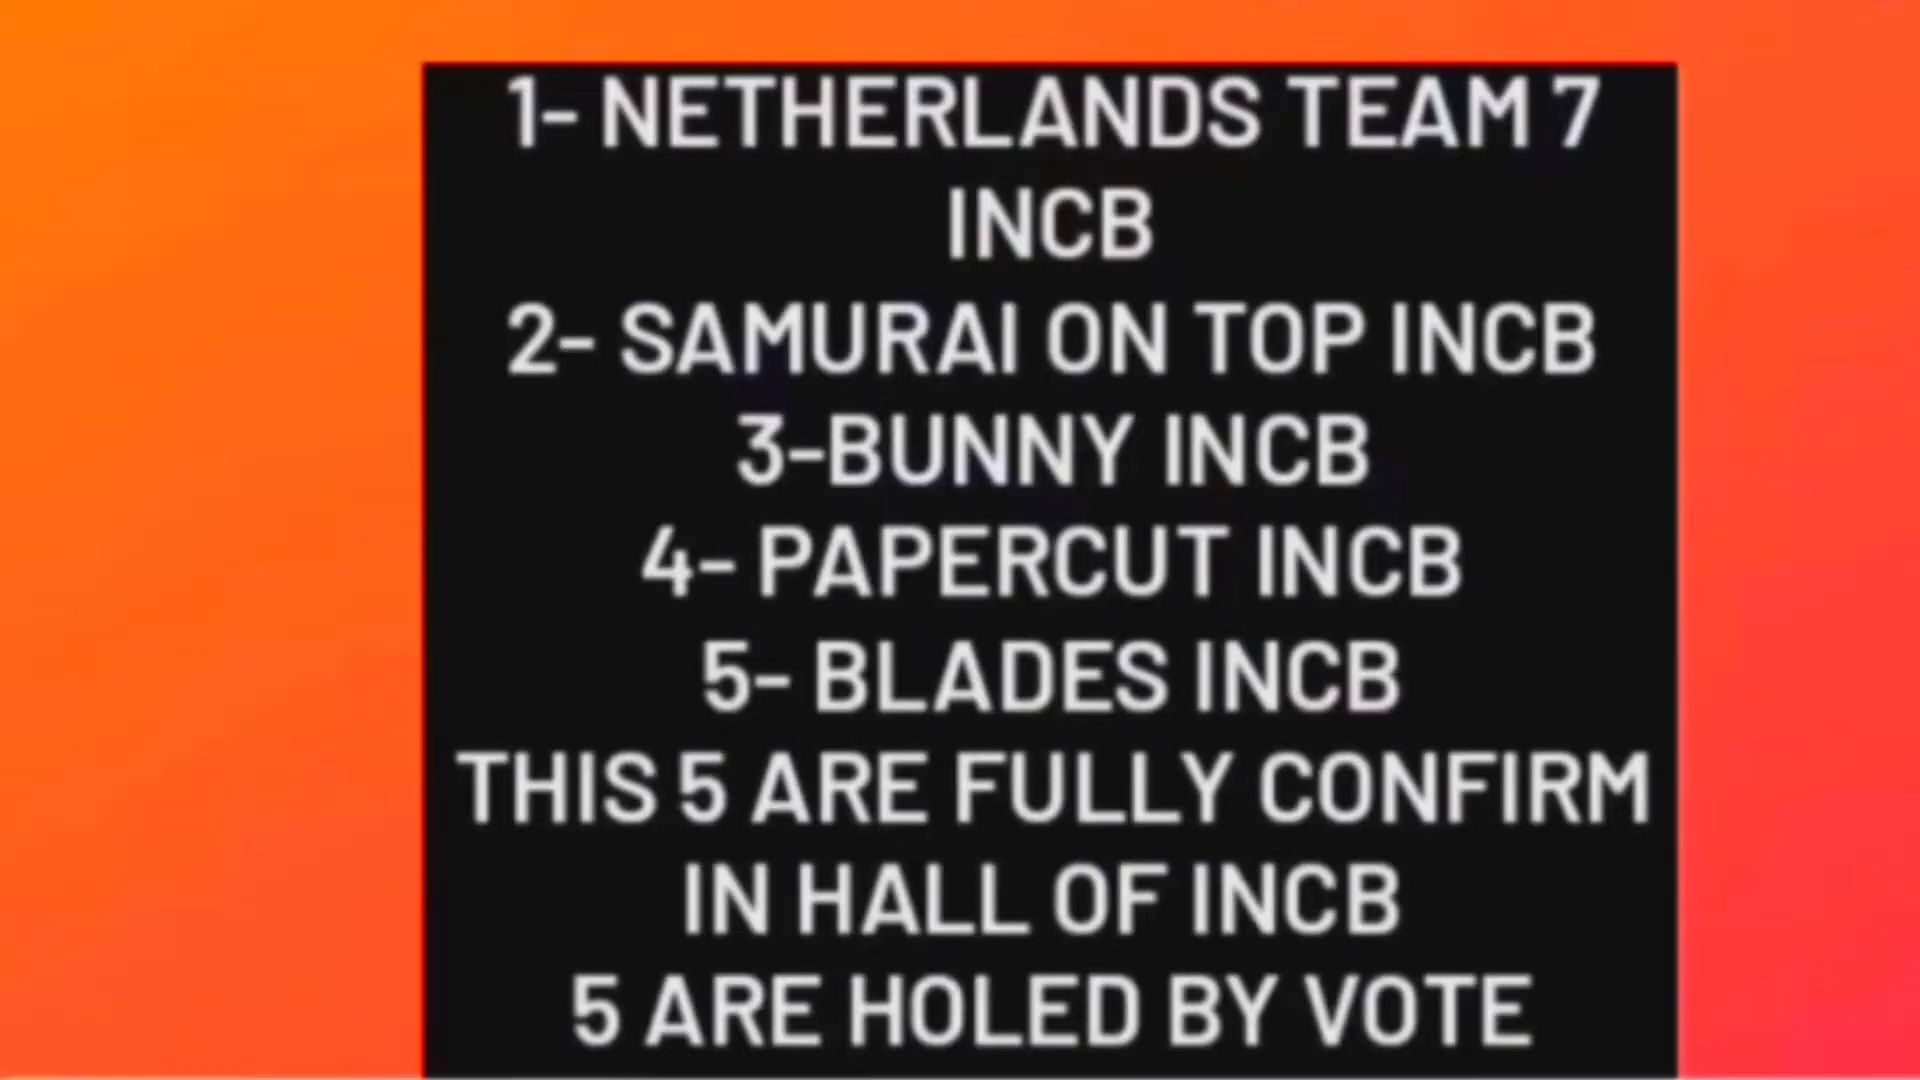 1- NETHERLANDS TEAM 7
INCB
2- SAMURAI ON TOP INCB
3-BUNNY INCB
4- PAPERCUT INCB
5- BLADES INCB
THIS 5 ARE FULLY CONFIRM
IN HALL OF INCB
5 ARE HOLED BY VOTE